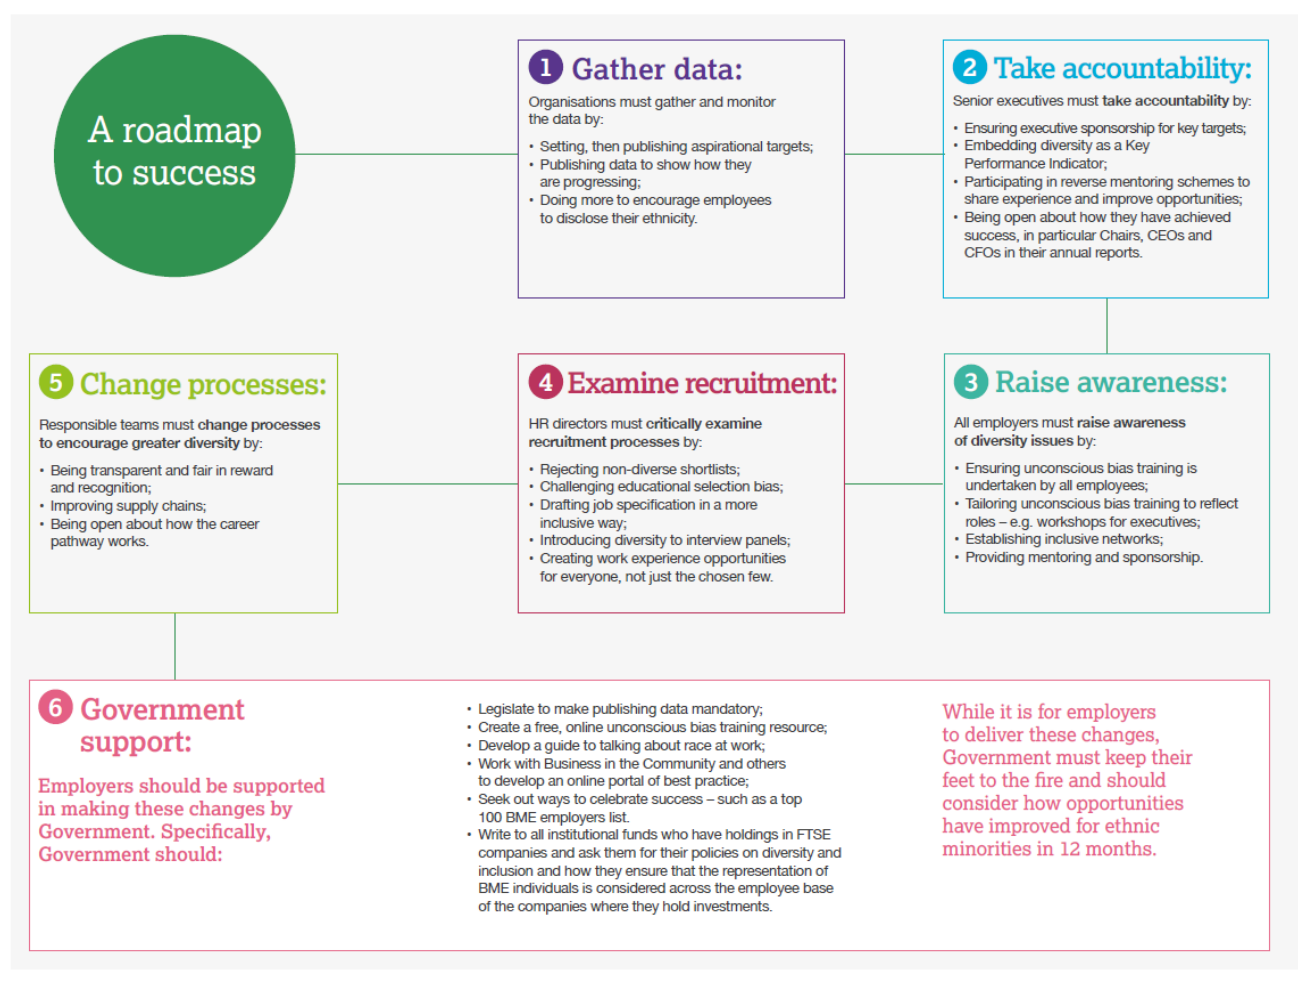 A roadmap
to success
1 Gather data:
Organisations must gather and monitor
the data by:
• Setting, then publishing aspirational targets;
• Publishing data to show how they
are progressing;
• Doing more to encourage employees
to disclose their ethnicity.
2 Take accountability:
Senior executives must take accountability by:
• Ensuring executive sponsorship for key targets;
• Embedding diversity as a Key
Performance Indicator;
• Participating in reverse mentoring schemes to
share experience and improve opportunities;
• Being open about how they have achieved
success, in particular Chairs, CEOs and
CFOs in their annual reports.
3 Raise awareness:
All employers must raise awareness
of diversity issues by:
• Ensuring unconscious bias training is
undertaken by all employees;
• Tailoring unconscious bias training to reflect
roles – e.g. workshops for executives;
• Establishing inclusive networks;
• Providing mentoring and sponsorship.
4 Examine recruitment:
HR directors must critically examine
recruitment processes by:
• Rejecting non-diverse shortlists;
• Challenging educational selection bias;
• Drafting job specification in a more
inclusive way;
• Introducing diversity to interview panels;
• Creating work experience opportunities
for everyone, not just the chosen few.
5 Change processes:
Responsible teams must change processes
to encourage greater diversity by:
• Being transparent and fair in reward
and recognition;
• Improving supply chains;
• Being open about how the career
pathway works.
6 Government
support:
Employers should be supported
in making these changes by
Government. Specifically,
Government should:
• Legislate to make publishing data mandatory;
• Create a free, online unconscious bias training resource;
• Develop a guide to talking about race at work;
• Work with Business in the Community and others
to develop an online portal of best practice;
• Seek out ways to celebrate success – such as a top
100 BME employers list.
• Write to all institutional funds who have holdings in FTSE
companies and ask them for their policies on diversity and
inclusion and how they ensure that the representation of
BME individuals is considered across the employee base
of the companies where they hold investments.
While it is for employers
to deliver these changes,
Government must keep their
feet to the fire and should
consider how opportunities
have improved for ethnic
minorities in 12 months.